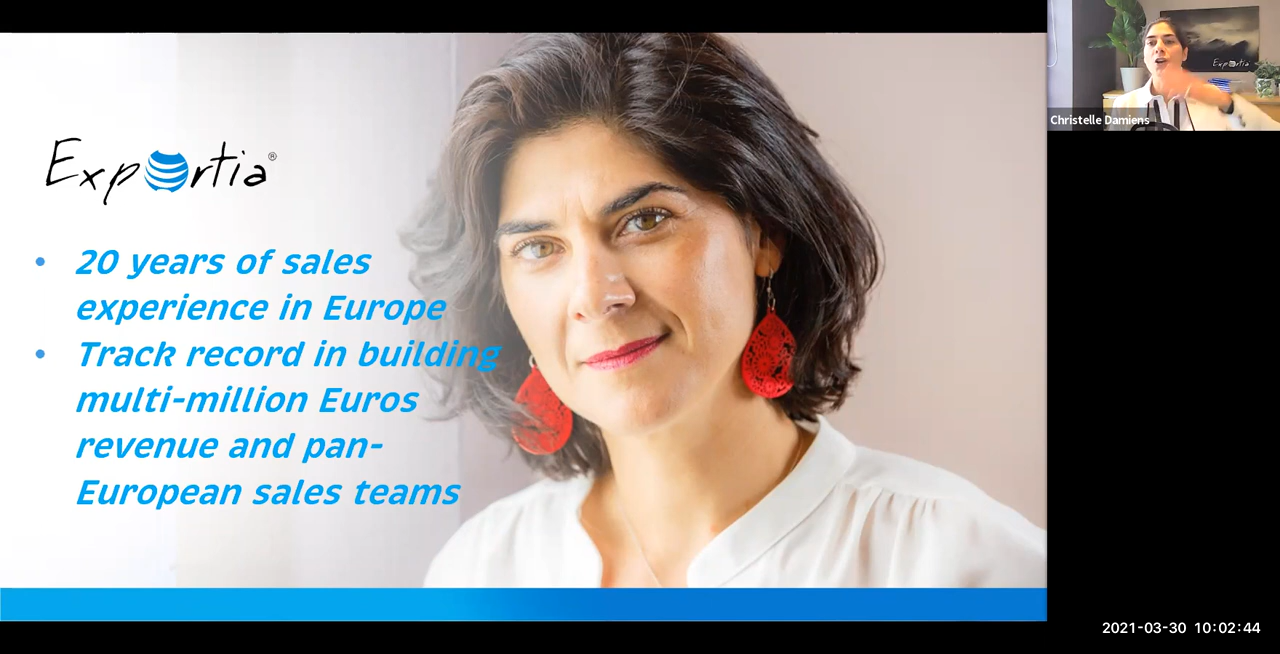 Exportia®
• 20 years of sales
experience in Europe
• Track record in building
multi-million Euros
revenue and pan-
European sales teams
Exportia
Christelle Damiens
2021-03-30 10:02:44